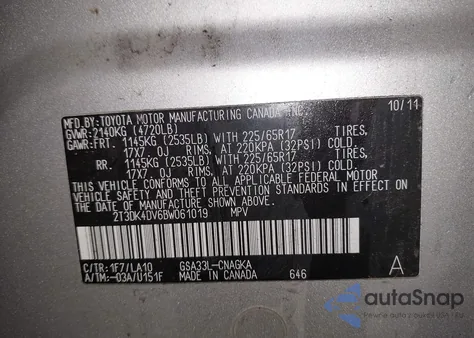 MFD.BY:TOYOTA MOTOR MANUFACTURING CANADA INC. 10/11
GVWR:2140KG (4720LB)
GAWR:FRT. 1145KG (2535LB) WITH 225/65R17 TIRES,
17X7.0J RIMS, AT 220KPA (32PSI) COLD.
RR. 1145KG (2535LB) WITH 225/65R17 TIRES,
17X7.0J RIMS, AT 220KPA (32PSI) COLD.
THIS VEHICLE CONFORMS TO ALL APPLICABLE FEDERAL MOTOR
VEHICLE SAFETY AND THEFT PREVENTION STANDARDS IN
EFFECT ON THE DATE OF MANUFACTURE SHOWN ABOVE.
2T3DK4DV6BW061019 MPV
C/TR:1F7/LA10 GSA33L-CNAGKA
A/TM:-03A/U151F MADE IN CANADA 646 A
autoSnap